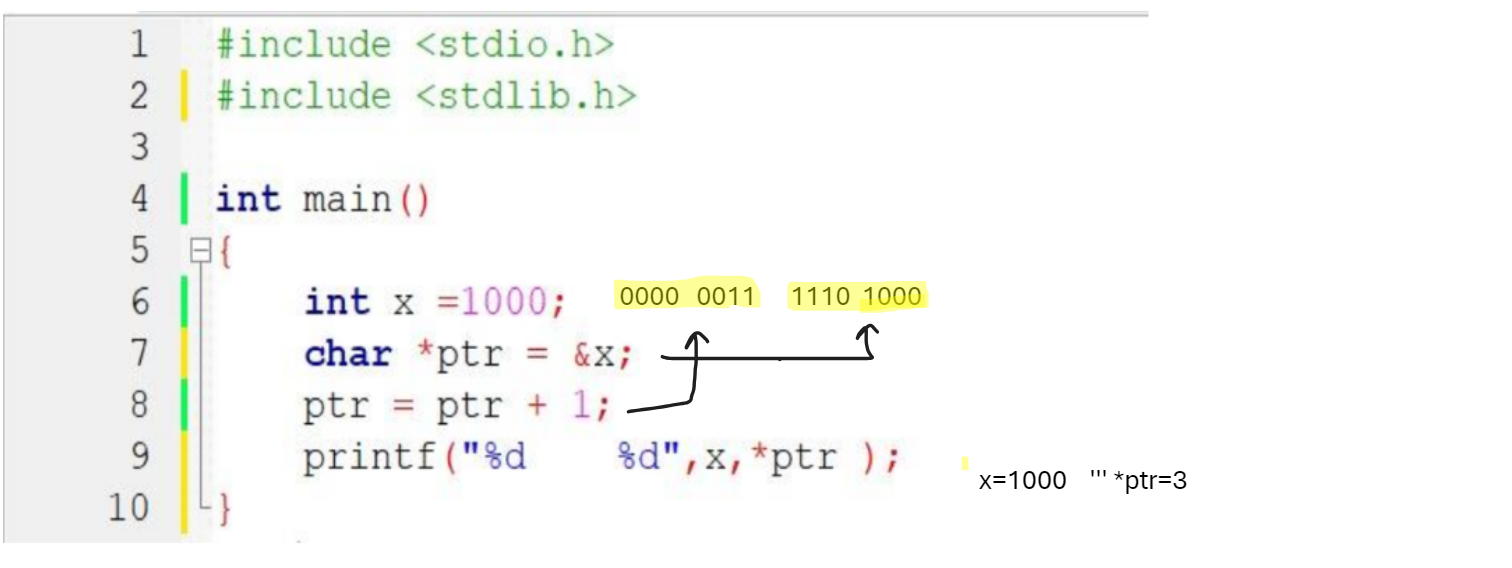 1 #include <stdio.h>
2 #include <stdlib.h>
3
4 int main()
5 {
6 int x =1000; 0000 0011 1110 1000
7 char *ptr = &x;
8 ptr = ptr + 1;
9 printf("%d %d",x,*ptr ); x=1000 ''' *ptr=3
10 }